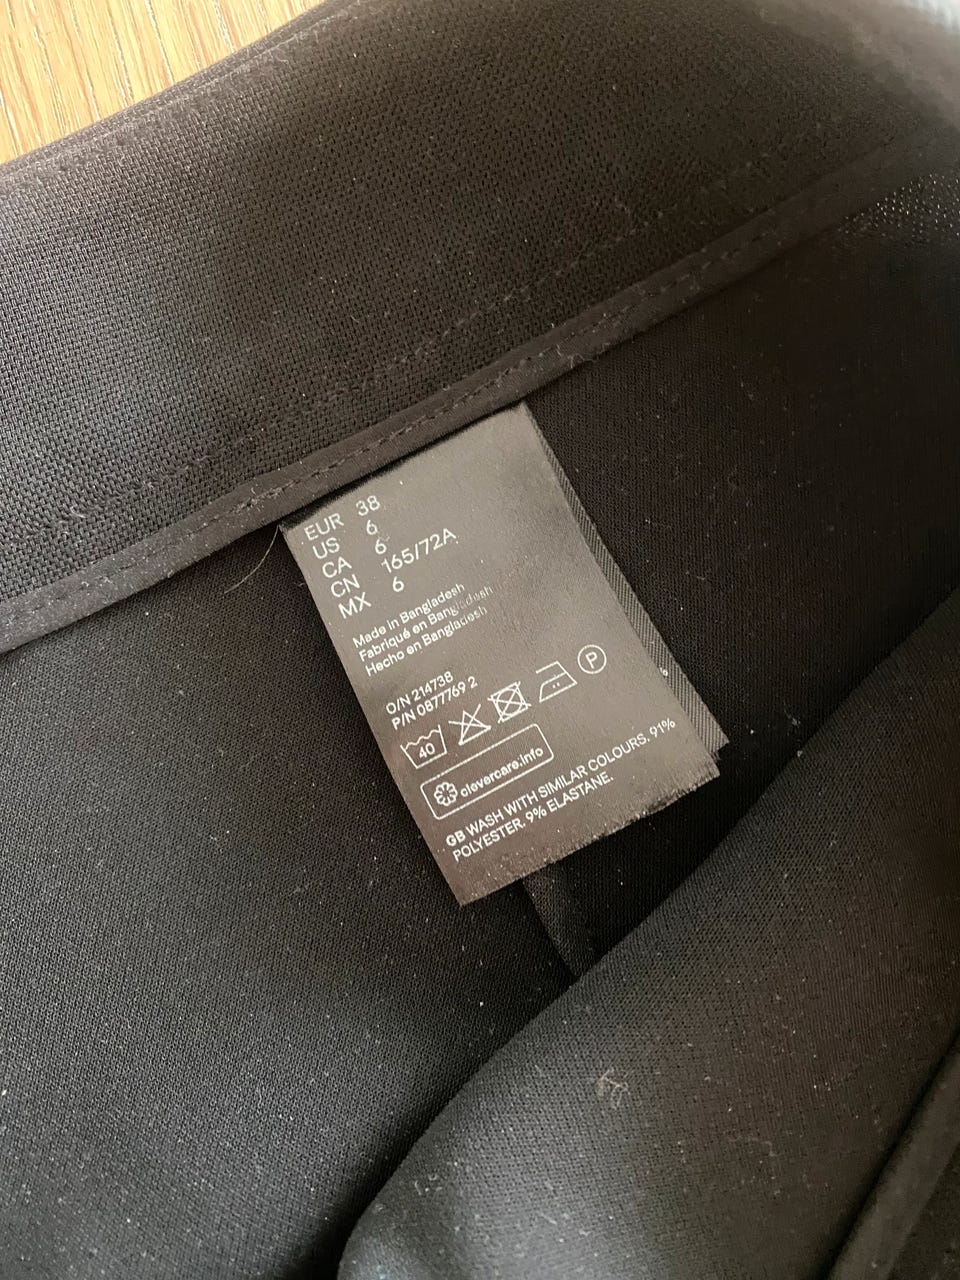 EUR 38
US 6
CA 6
CN 165/72A
MX 6
Made in Bangladesh
Fabriqué en Bangladesh
Hecho en Bangladesh
O/N 214738
P/N 0877769 2
40
P
clevercare.info
GB WASH WITH SIMILAR COLOURS. 91%
POLYESTER. 9% ELASTANE.